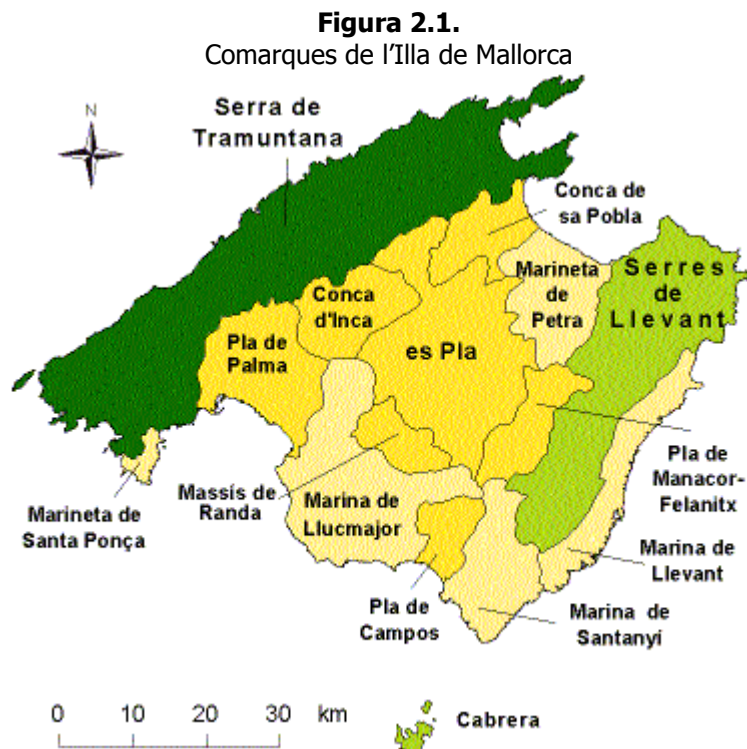 Figura 2.1.
Comarques de l'Illa de Mallorca
N
Serra de
Tramuntana
Conca de
sa Pobla
Marineta
de
Petra
Serres
de
Llevant
Conca
d'Inca
Pla de
Palma
es Pla
Pla de
Manacor-
Felanitx
Massís de
Randa
Marina de
Llucmajor
Marineta de
Santa Ponça
Marina de
Llevant
Pla de
Campos
Marina de
Santanyí
0 10 20 30 km
Cabrera